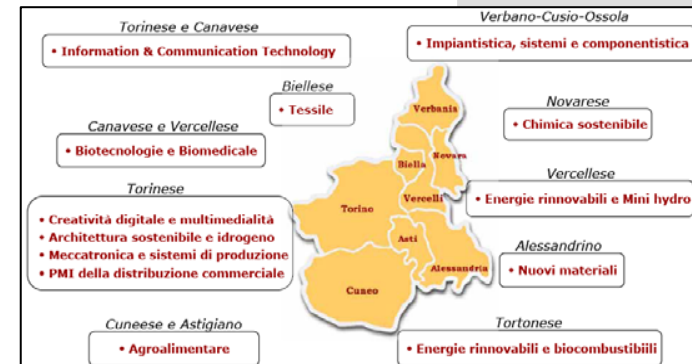 Torinese e Canavese
• Information & Communication Technology
Verbano-Cusio-Ossola
• Impiantistica, sistemi e componentistica
Biellese
• Tessile
Novarese
• Chimica sostenibile
Canavese e Vercellese
• Biotecnologie e Biomedicale
Vercellese
• Energie rinnovabili e Mini hydro
Torinese
• Creatività digitale e multimedialità
• Architettura sostenibile e idrogeno
• Meccatronica e sistemi di produzione
• PMI della distribuzione commerciale
Alessandrino
• Nuovi materiali
Cuneese e Astigiano
• Agroalimentare
Tortonese
• Energie rinnovabili e biocombustibiili
Verbania
Biella
Novara
Vercelli
Torino
Asti
Alessandria
Cuneo